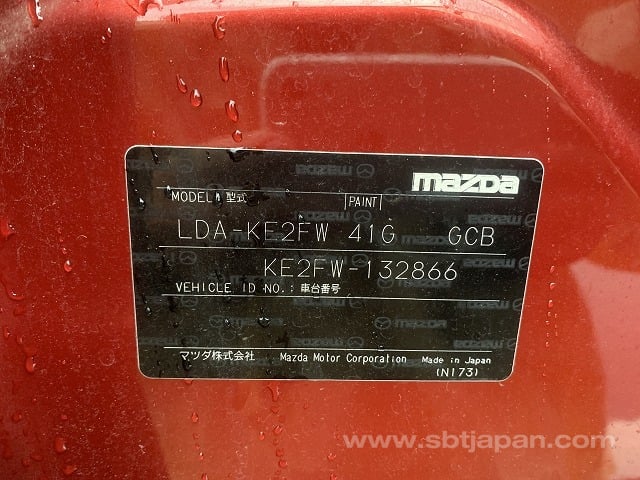 mazda
MODEL: 型式 PAINT
LDA-KE2FW 41G GCB
KE2FW-132866
VEHICLE ID NO.: 車台番号
マツダ株式会社 Mazda Motor Corporation Made in Japan
(N173)
www.sbtjapan.com